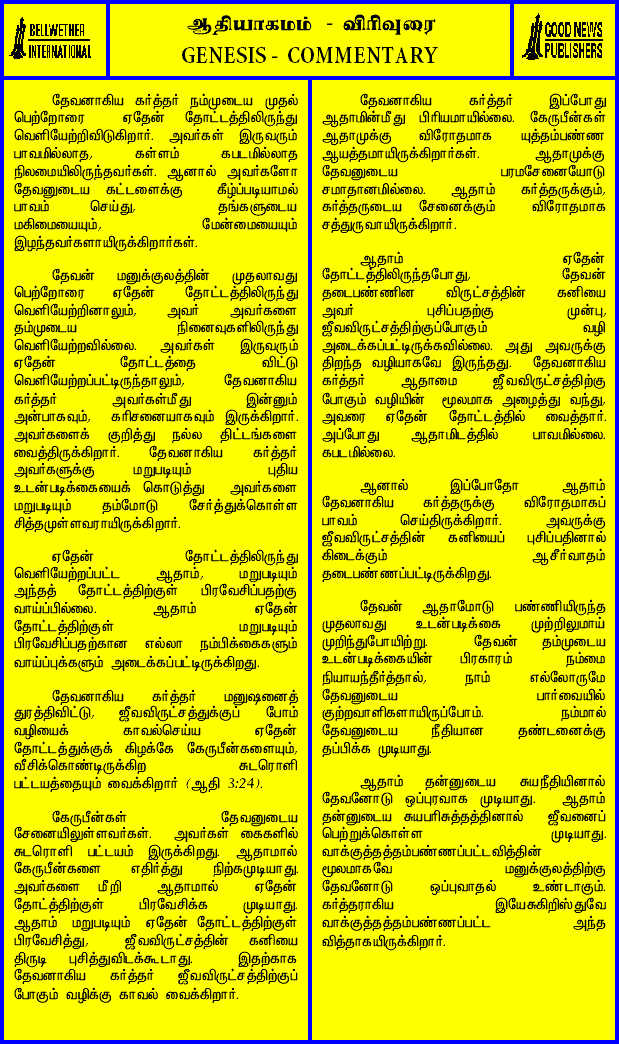 BELLWETHER
INTERNATIONAL
ஆதியாகமம் - விரிவுரை
GENESIS - COMMENTARY
GOOD NEWS
PUBLISHERS
தேவனாகிய கர்த்தர் நம்முடைய முதல்
பெற்றோரை ஏதேன் தோட்டத்திலிருந்து
வெளியேற்றிவிடுகிறார். அவர்கள் இருவரும்
பாவமில்லாத, கள்ளம் கபடமில்லாத
நிலமையிலிருந்தவர்கள். ஆனால் அவர்களோ
தேவனுடைய கட்டளைக்கு கீழ்ப்படியாமல்
பாவம் செய்து, தங்களுடைய
மகிமையையும், மேன்மையையும்
இழந்தவர்களாயிருக்கிறார்கள்.
தேவன் மனுக்குலத்தின் முதலாவது
பெற்றோரை ஏதேன் தோட்டத்திலிருந்து
வெளியேற்றினாலும், அவர் அவர்களை
தம்முடைய நினைவுகளிலிருந்து
வெளியேற்றவில்லை. அவர்கள் இருவரும்
ஏதேன் தோட்டத்தை விட்டு
வெளியேற்றப்பட்டிருந்தாலும், தேவனாகிய
கர்த்தர் அவர்கள்மீது இன்னும்
அன்பாகவும், கரிசனையாகவும் இருக்கிறார்.
அவர்களைக் குறித்து நல்ல திட்டங்களை
வைத்திருக்கிறார். தேவனாகிய கர்த்தர்
அவர்களுக்கு மறுபடியும் புதிய
உடன்படிக்கையைக் கொடுத்து அவர்களை
மறுபடியும் தம்மோடு சேர்த்துக்கொள்ள
சித்தமுள்ளவராயிருக்கிறார்.
ஏதேன் தோட்டத்திலிருந்து
வெளியேற்றப்பட்ட ஆதாம், மறுபடியும்
அந்தத் தோட்டத்திற்குள் பிரவேசிப்பதற்கு
வாய்ப்பில்லை. ஆதாம் ஏதேன்
தோட்டத்திற்குள் மறுபடியும்
பிரவேசிப்பதற்கான எல்லா நம்பிக்கைகளும்
வாய்ப்புக்களும் அடைக்கப்பட்டிருக்கிறது.
தேவனாகிய கர்த்தர் மனுஷனைத்
துரத்திவிட்டு, ஜீவவிருட்சத்துக்குப் போம்
வழியைக் காவல்செய்ய ஏதேன்
தோட்டத்துக்குக் கிழக்கே கேருபீன்களையும்,
வீசிக்கொண்டிருக்கிற சுடரொளி
பட்டயத்தையும் வைக்கிறார் (ஆதி 3:24).
கேருபீன்கள் தேவனுடைய
சேனையிலுள்ளவர்கள். அவர்கள் கைகளில்
சுடரொளி பட்டயம் இருக்கிறது. ஆதாமால்
கேருபீன்களை எதிர்த்து நிற்கமுடியாது.
அவர்களை மீறி ஆதாமால் ஏதேன்
தோட்த்திற்குள் பிரவேசிக்க முடியாது.
ஆதாம் மறுபடியும் ஏதேன் தோட்டத்திற்குள்
பிரவேசித்து, ஜீவவிருட்சத்தின் கனியை
திருடி புசித்துவிடக்கூடாது. இதற்காக
தேவனாகிய கர்த்தர் ஜீவவிருட்சத்திற்குப்
போகும் வழிக்கு காவல் வைக்கிறார்.
தேவனாகிய கர்த்தர் இப்போது
ஆதாமின்மீது பிரியமாயில்லை. கேருபீன்கள்
ஆதாமுக்கு விரோதமாக யுத்தம்பண்ண
ஆயத்தமாயிருக்கிறார்கள். ஆதாமுக்கு
தேவனுடைய பரமசேனையோடு
சமாதானமில்லை. ஆதாம் கர்த்தருக்கும்,
கர்த்தருடைய சேனைக்கும் விரோதமாக
சத்துருவாயிருக்கிறார்.
ஆதாம் ஏதேன்
தோட்டத்திலிருந்தபோது, தேவன்
தடைபண்ணின விருட்சத்தின் கனியை
அவர் புசிப்பதற்கு முன்பு,
ஜீவவிருட்சத்திற்குப்போகும் வழி
அடைக்கப்பட்டிருக்கவில்லை. அது அவருக்கு
திறந்த வழியாகவே இருந்தது. தேவனாகிய
கர்த்தர் ஆதாமை ஜீவவிருட்சத்திற்கு
போகும் வழியின் மூலமாக அழைத்து வந்து,
அவரை ஏதேன் தோட்டத்தில் வைத்தார்.
அப்போது ஆதாமிடத்தில் பாவமில்லை.
கபடமில்லை.
ஆனால் இப்போதோ ஆதாம்
தேவனாகிய கர்த்தருக்கு விரோதமாகப்
பாவம் செய்திருக்கிறார். அவருக்கு
ஜீவவிருட்சத்தின் கனியைப் புசிப்பதினால்
கிடைக்கும் ஆசீர்வாதம்
தடைபண்ணப்பட்டிருக்கிறது.
தேவன் ஆதாமோடு பண்ணியிருந்த
முதலாவது உடன்படிக்கை முற்றிலுமாய்
முறிந்துபோயிற்று. தேவன் தம்முடைய
உடன்படிக்கையின் பிரகாரம் நம்மை
நியாயந்தீர்த்தால், நாம் எல்லோருமே
தேவனுடைய பார்வையில்
குற்றவாளிகளாயிருப்போம். நம்மால்
தேவனுடைய நீதியான தண்டனைக்கு
தப்பிக்க முடியாது.
ஆதாம் தன்னுடைய சுயநீதியினால்
தேவனோடு ஒப்புரவாக முடியாது. ஆதாம்
தன்னுடைய சுயபரிசுத்தத்தினால் ஜீவனைப்
பெற்றுக்கொள்ள முடியாது.
வாக்குத்தத்தம்பண்ணப்பட்டவித்தின்
மூலமாகவே மனுக்குலத்திற்கு
தேவனோடு ஒப்புவாதல் உண்டாகும்.
கர்த்தராகிய இயேசுகிறிஸ்துவே
வாக்குத்தத்தம்பண்ணப்பட்ட அந்த
வித்தாகயிருக்கிறார்.